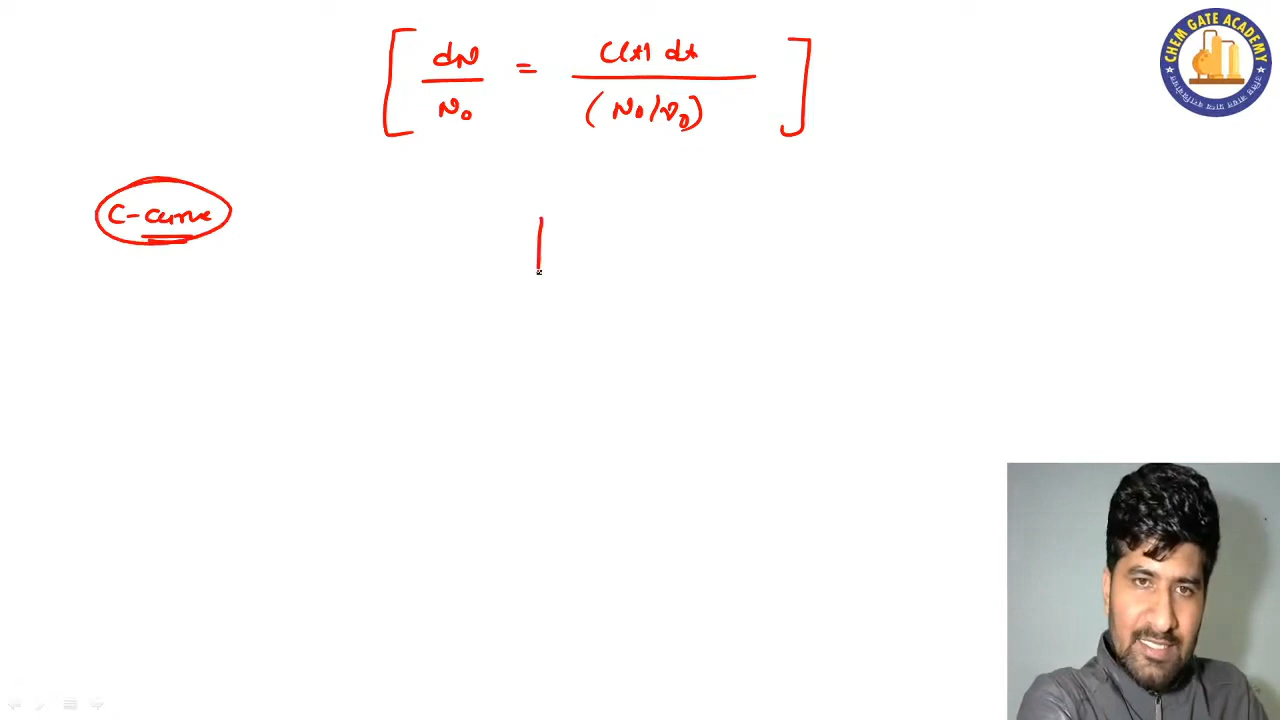 dN/N₀ = C(t) dt/(N₀/v₀)
C-curve
CHEM GATE ACADEMY